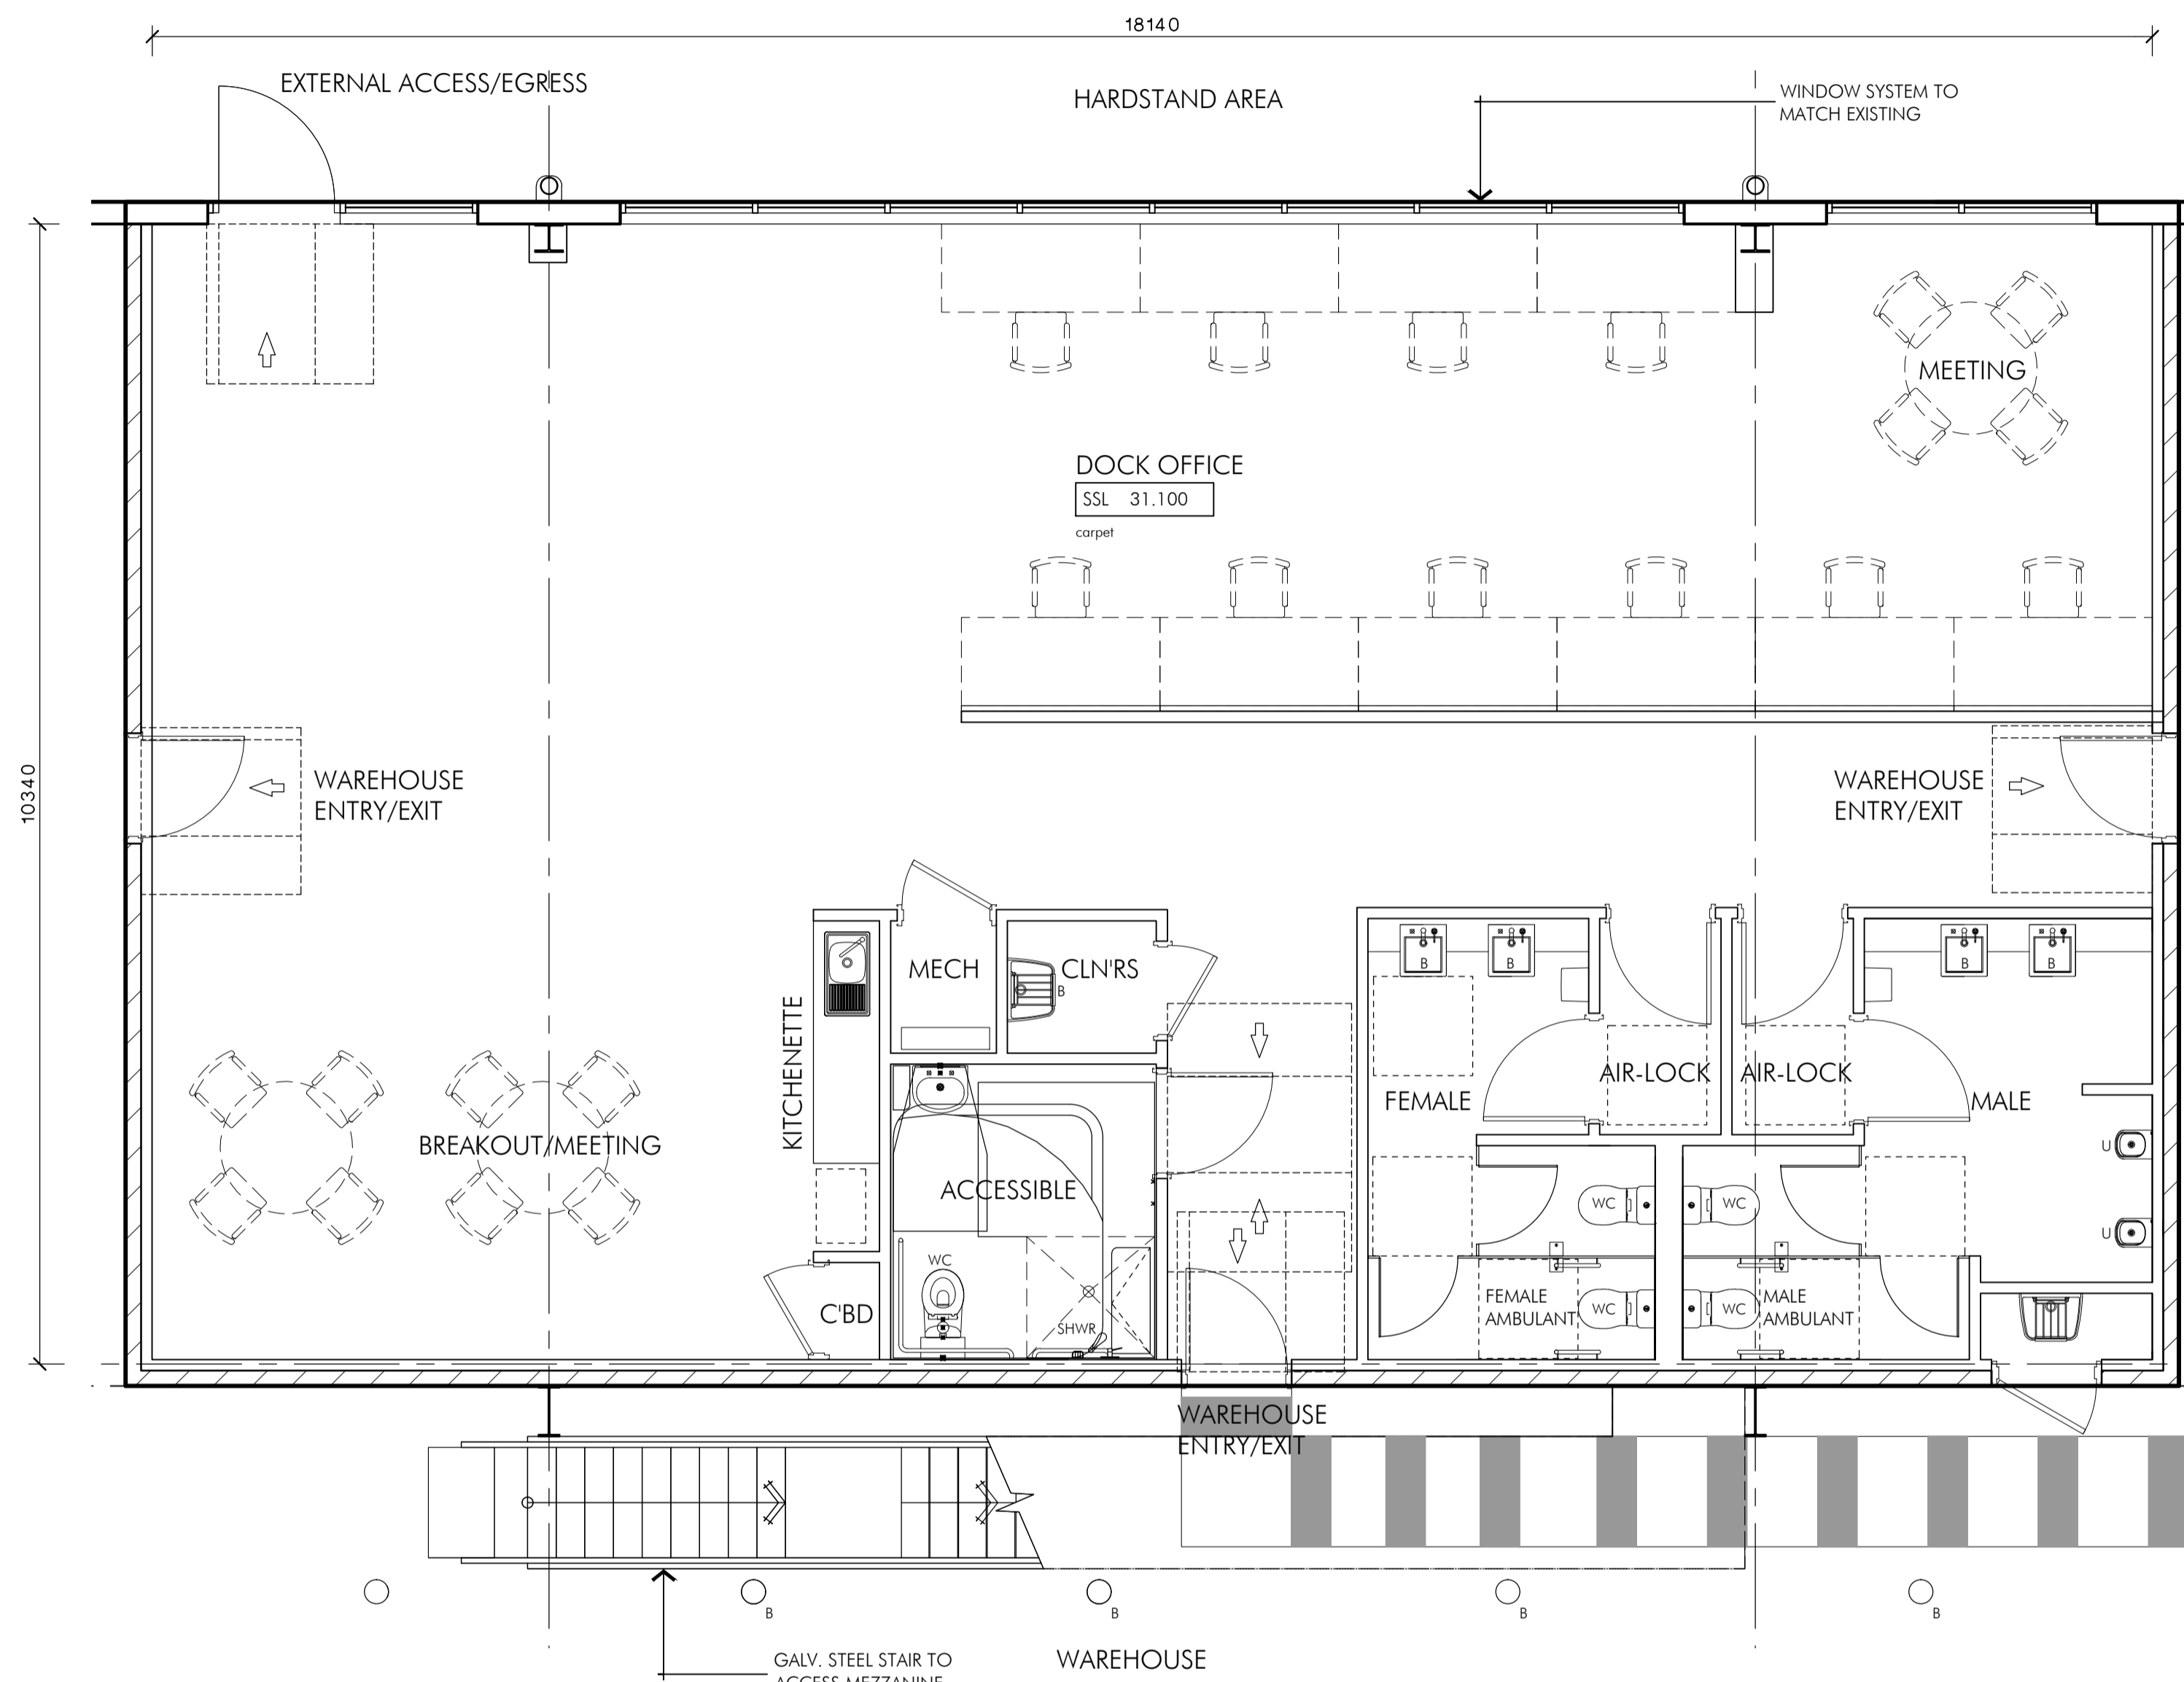 18140
EXTERNAL ACCESS/EGRESS
HARDSTAND AREA
WINDOW SYSTEM TO
MATCH EXISTING
MEETING
DOCK OFFICE
SSL 31.100
carpet
10340
WAREHOUSE
ENTRY/EXIT
WAREHOUSE
ENTRY/EXIT
MECH
CLN'RS
B
B
B
B
B
KITCHENETTE
AIR-LOCK
AIR-LOCK
FEMALE
MALE
BREAKOUT/MEETING
U
ACCESSIBLE
WC
WC
U
WC
C'BD
SHWR
FEMALE
AMBULANT
WC
WC
MALE
AMBULANT
WAREHOUSE
ENTRY/EXIT
B
B
B
B
GALV. STEEL STAIR TO
ACCESS MEZZANINE
WAREHOUSE